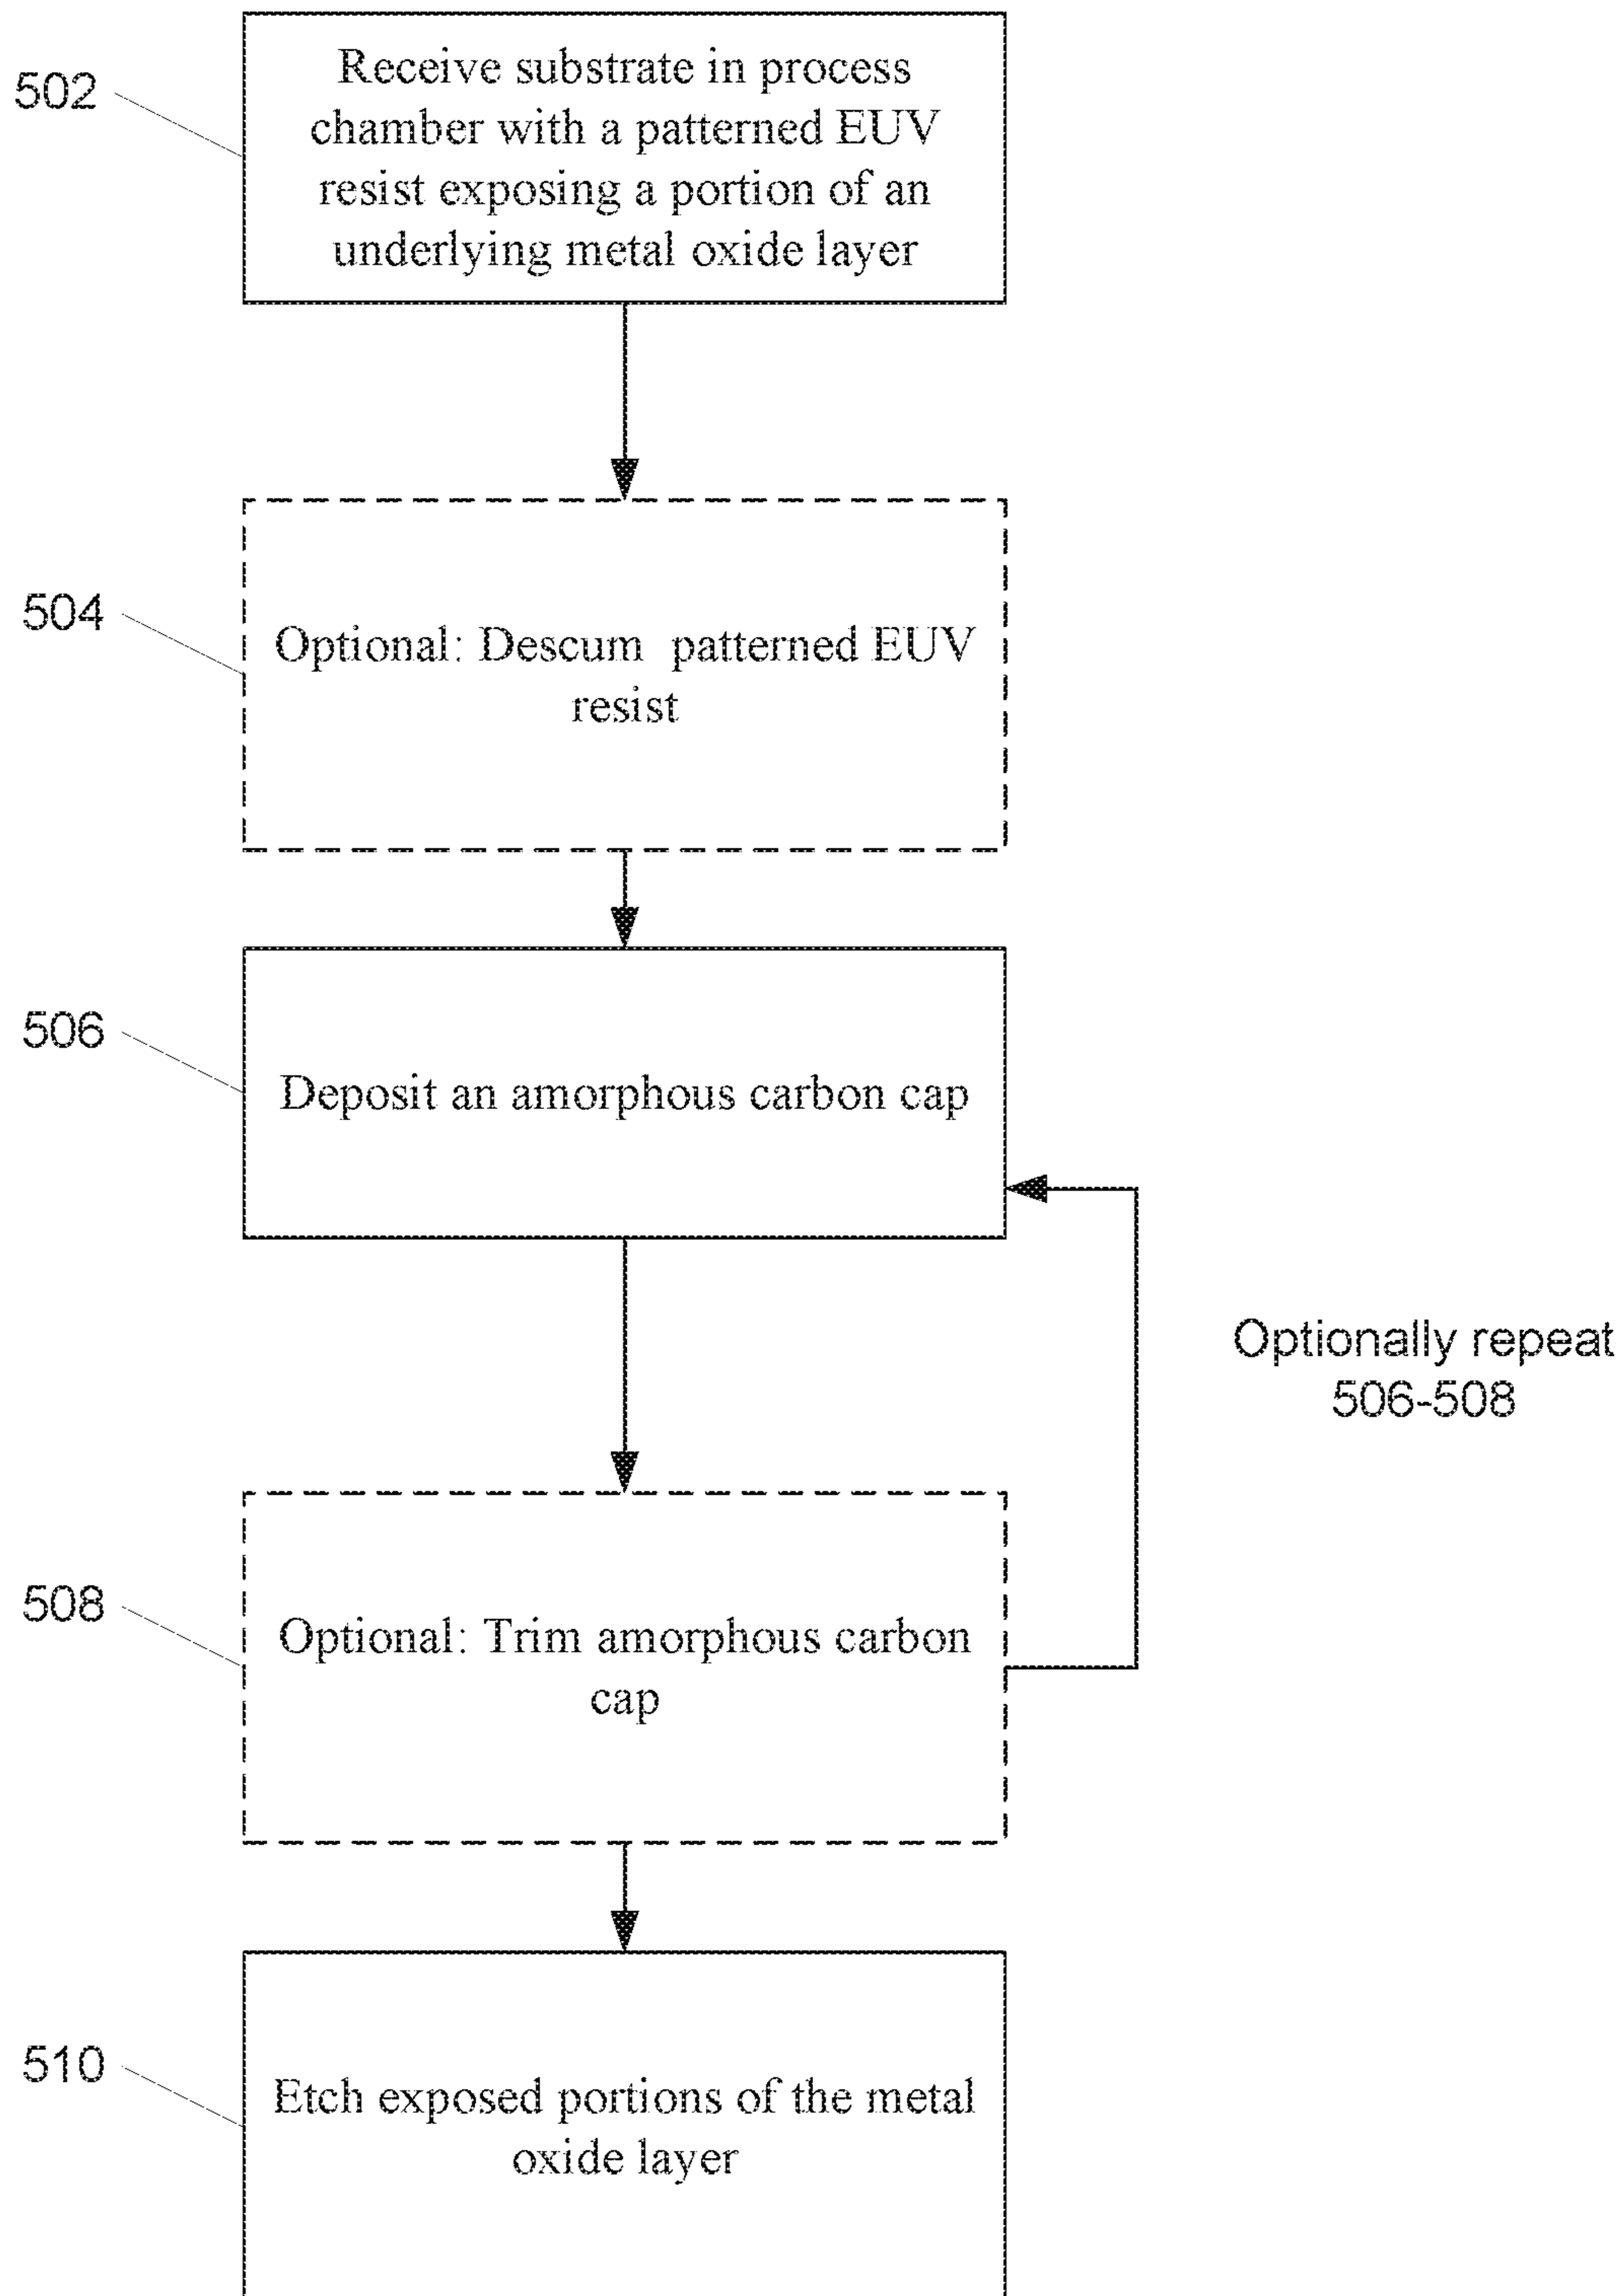 502
Receive substrate in process
chamber with a patterned EUV
resist exposing a portion of an
underlying metal oxide layer
504
Optional: Descum patterned EUV
resist
506
Deposit an amorphous carbon cap
Optionally repeat
506-508
508
Optional: Trim amorphous carbon
cap
510
Etch exposed portions of the metal
oxide layer